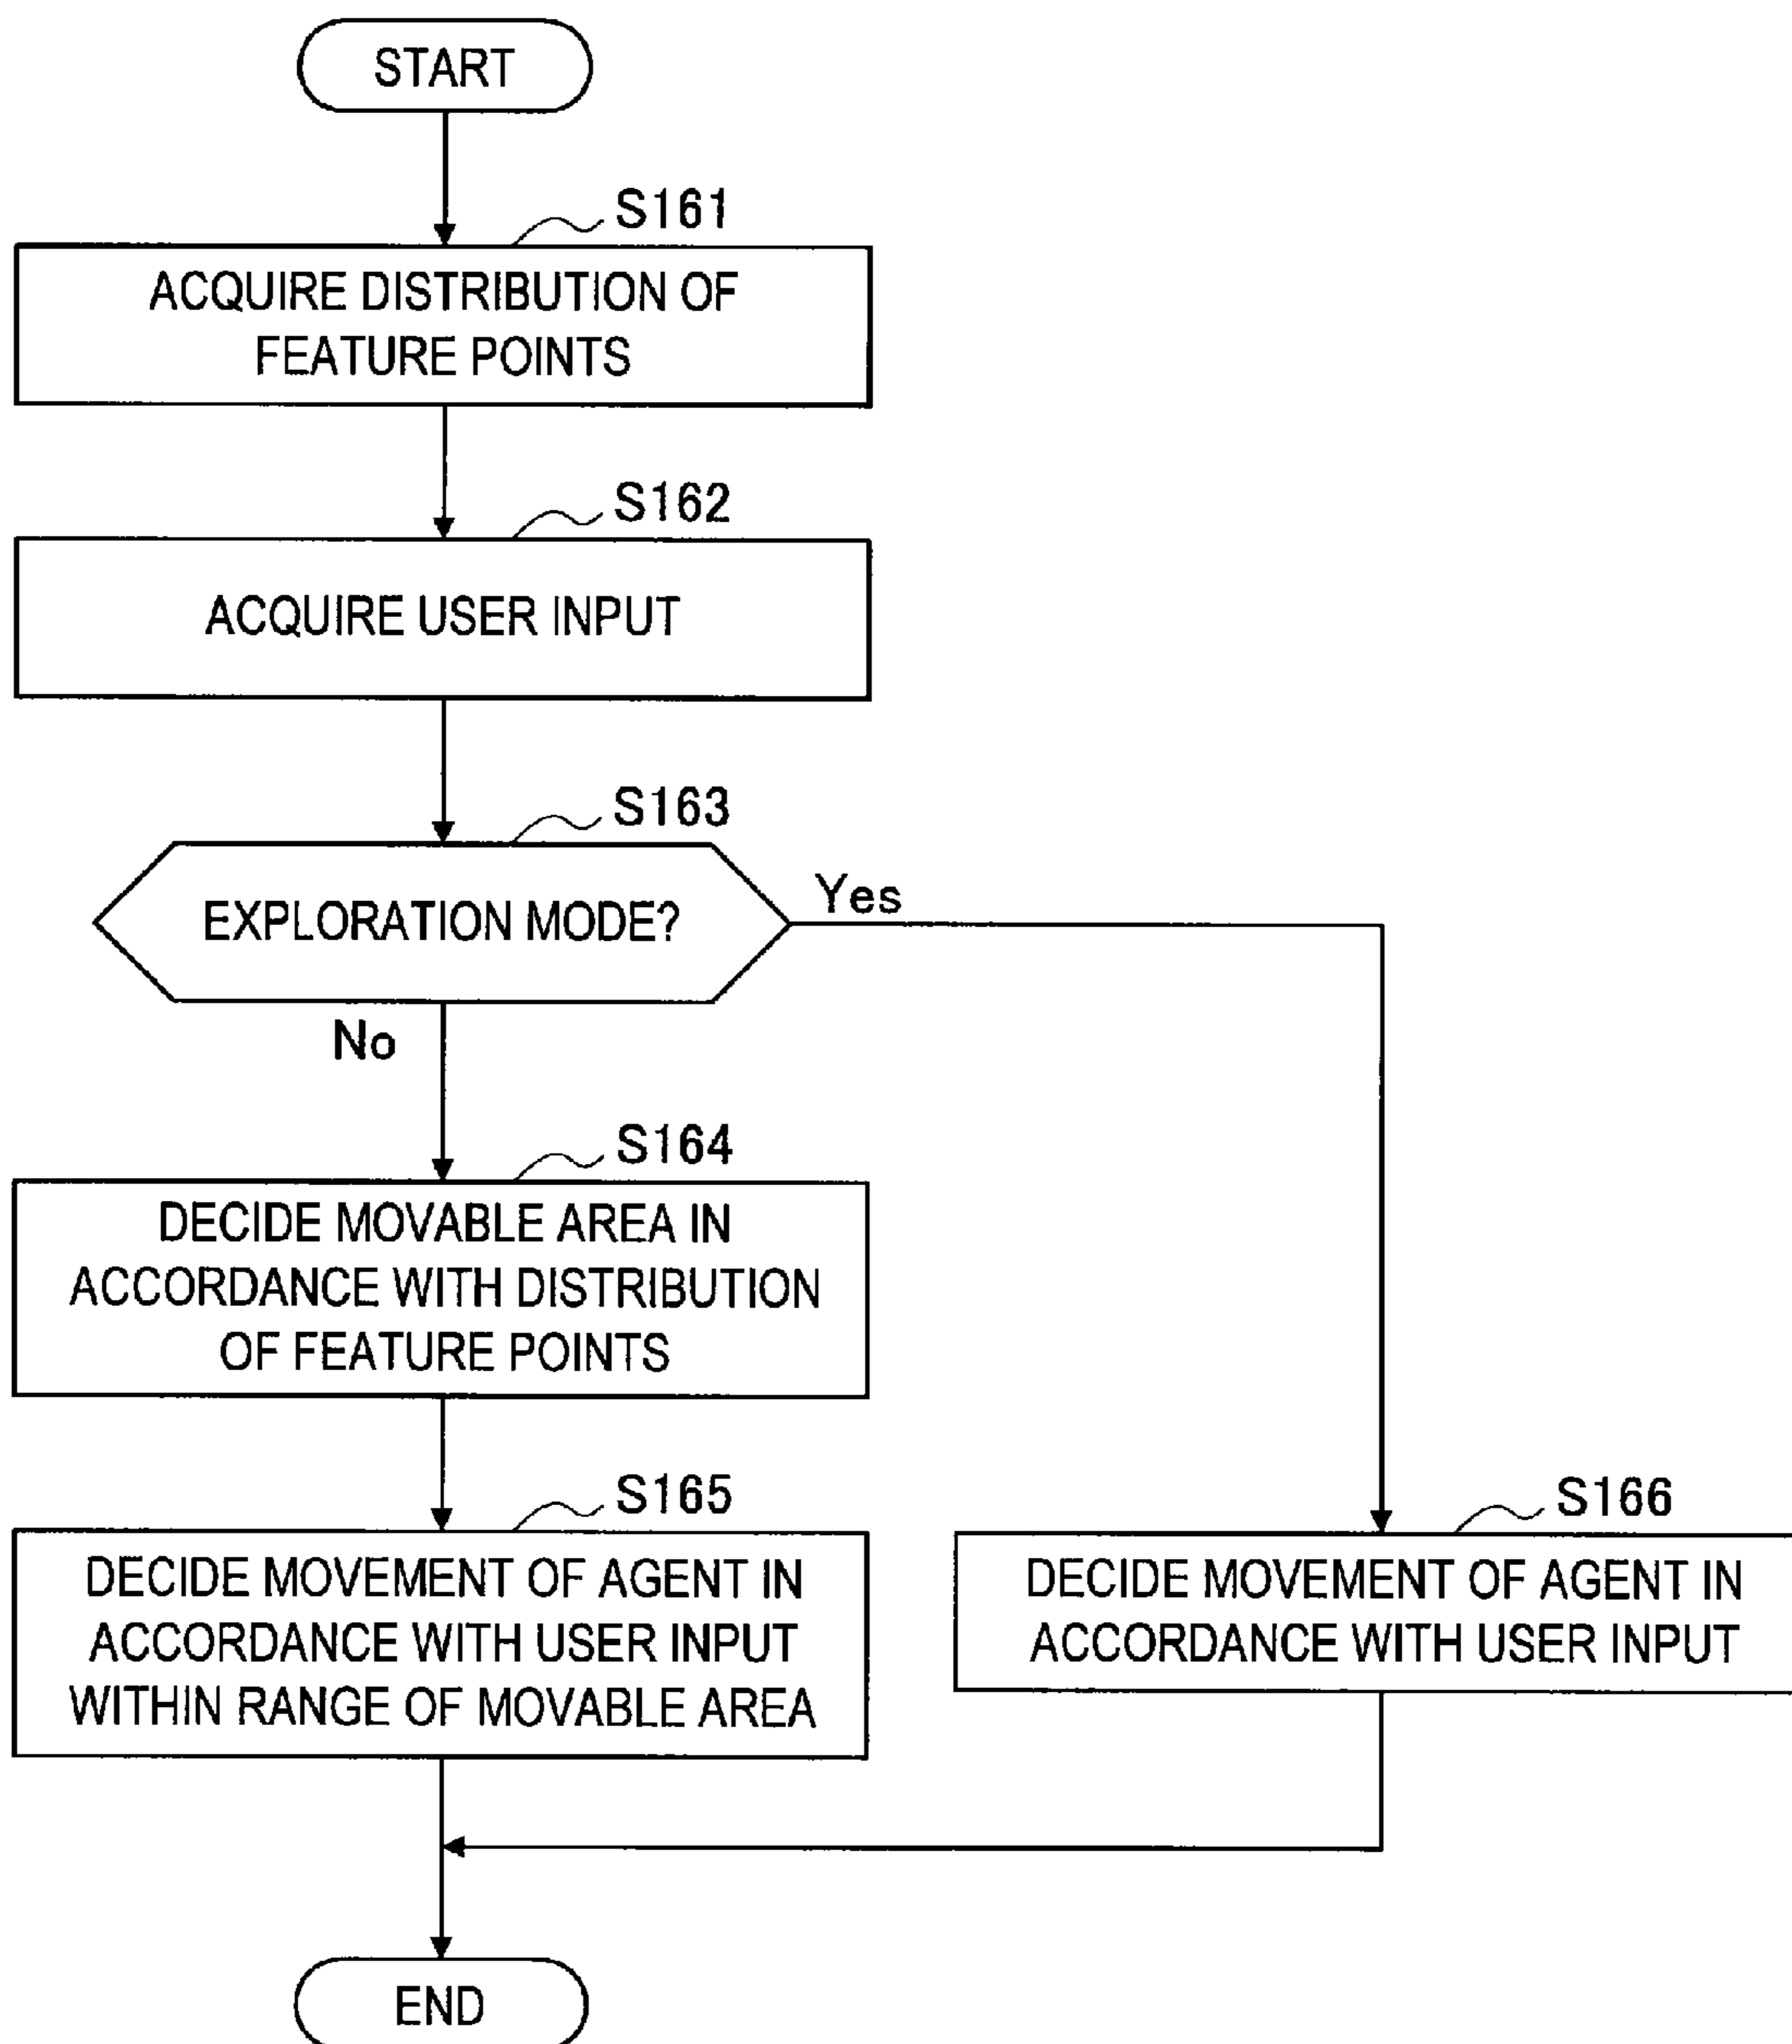 START
S161
ACQUIRE DISTRIBUTION OF
FEATURE POINTS
S162
ACQUIRE USER INPUT
S163
EXPLORATION MODE?
Yes
No
S164
DECIDE MOVABLE AREA IN
ACCORDANCE WITH DISTRIBUTION
OF FEATURE POINTS
S165
DECIDE MOVEMENT OF AGENT IN
ACCORDANCE WITH USER INPUT
WITHIN RANGE OF MOVABLE AREA
S166
DECIDE MOVEMENT OF AGENT IN
ACCORDANCE WITH USER INPUT
END